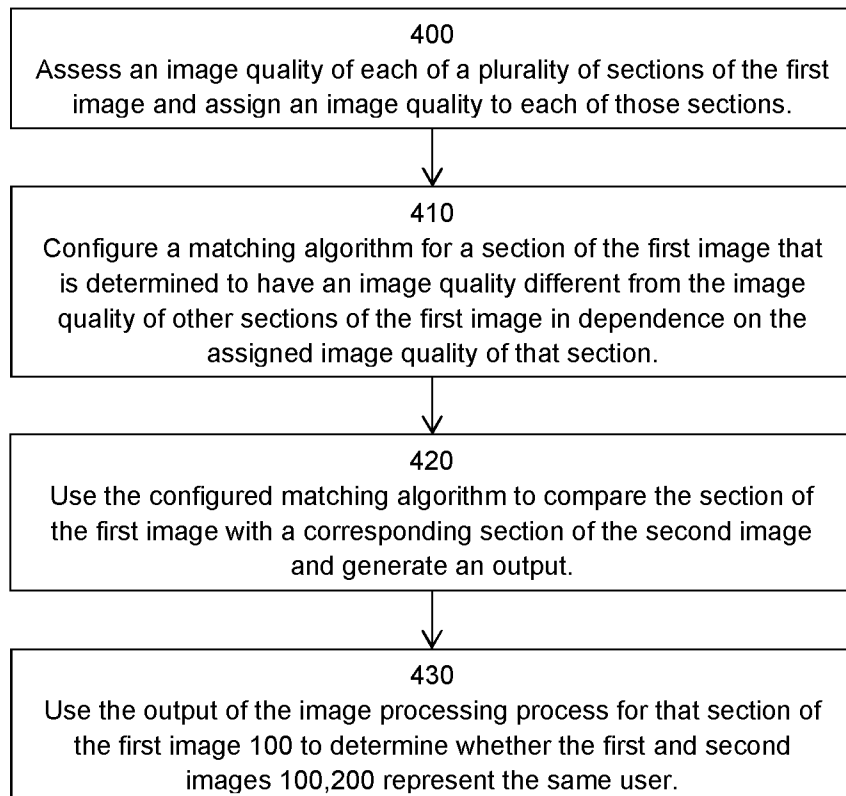 400
Assess an image quality of each of a plurality of sections of the first
image and assign an image quality to each of those sections.
410
Configure a matching algorithm for a section of the first image that
is determined to have an image quality different from the image
quality of other sections of the first image in dependence on the
assigned image quality of that section.
420
Use the configured matching algorithm to compare the section of
the first image with a corresponding section of the second image
and generate an output.
430
Use the output of the image processing process for that section of
the first image 100 to determine whether the first and second
images 100,200 represent the same user.